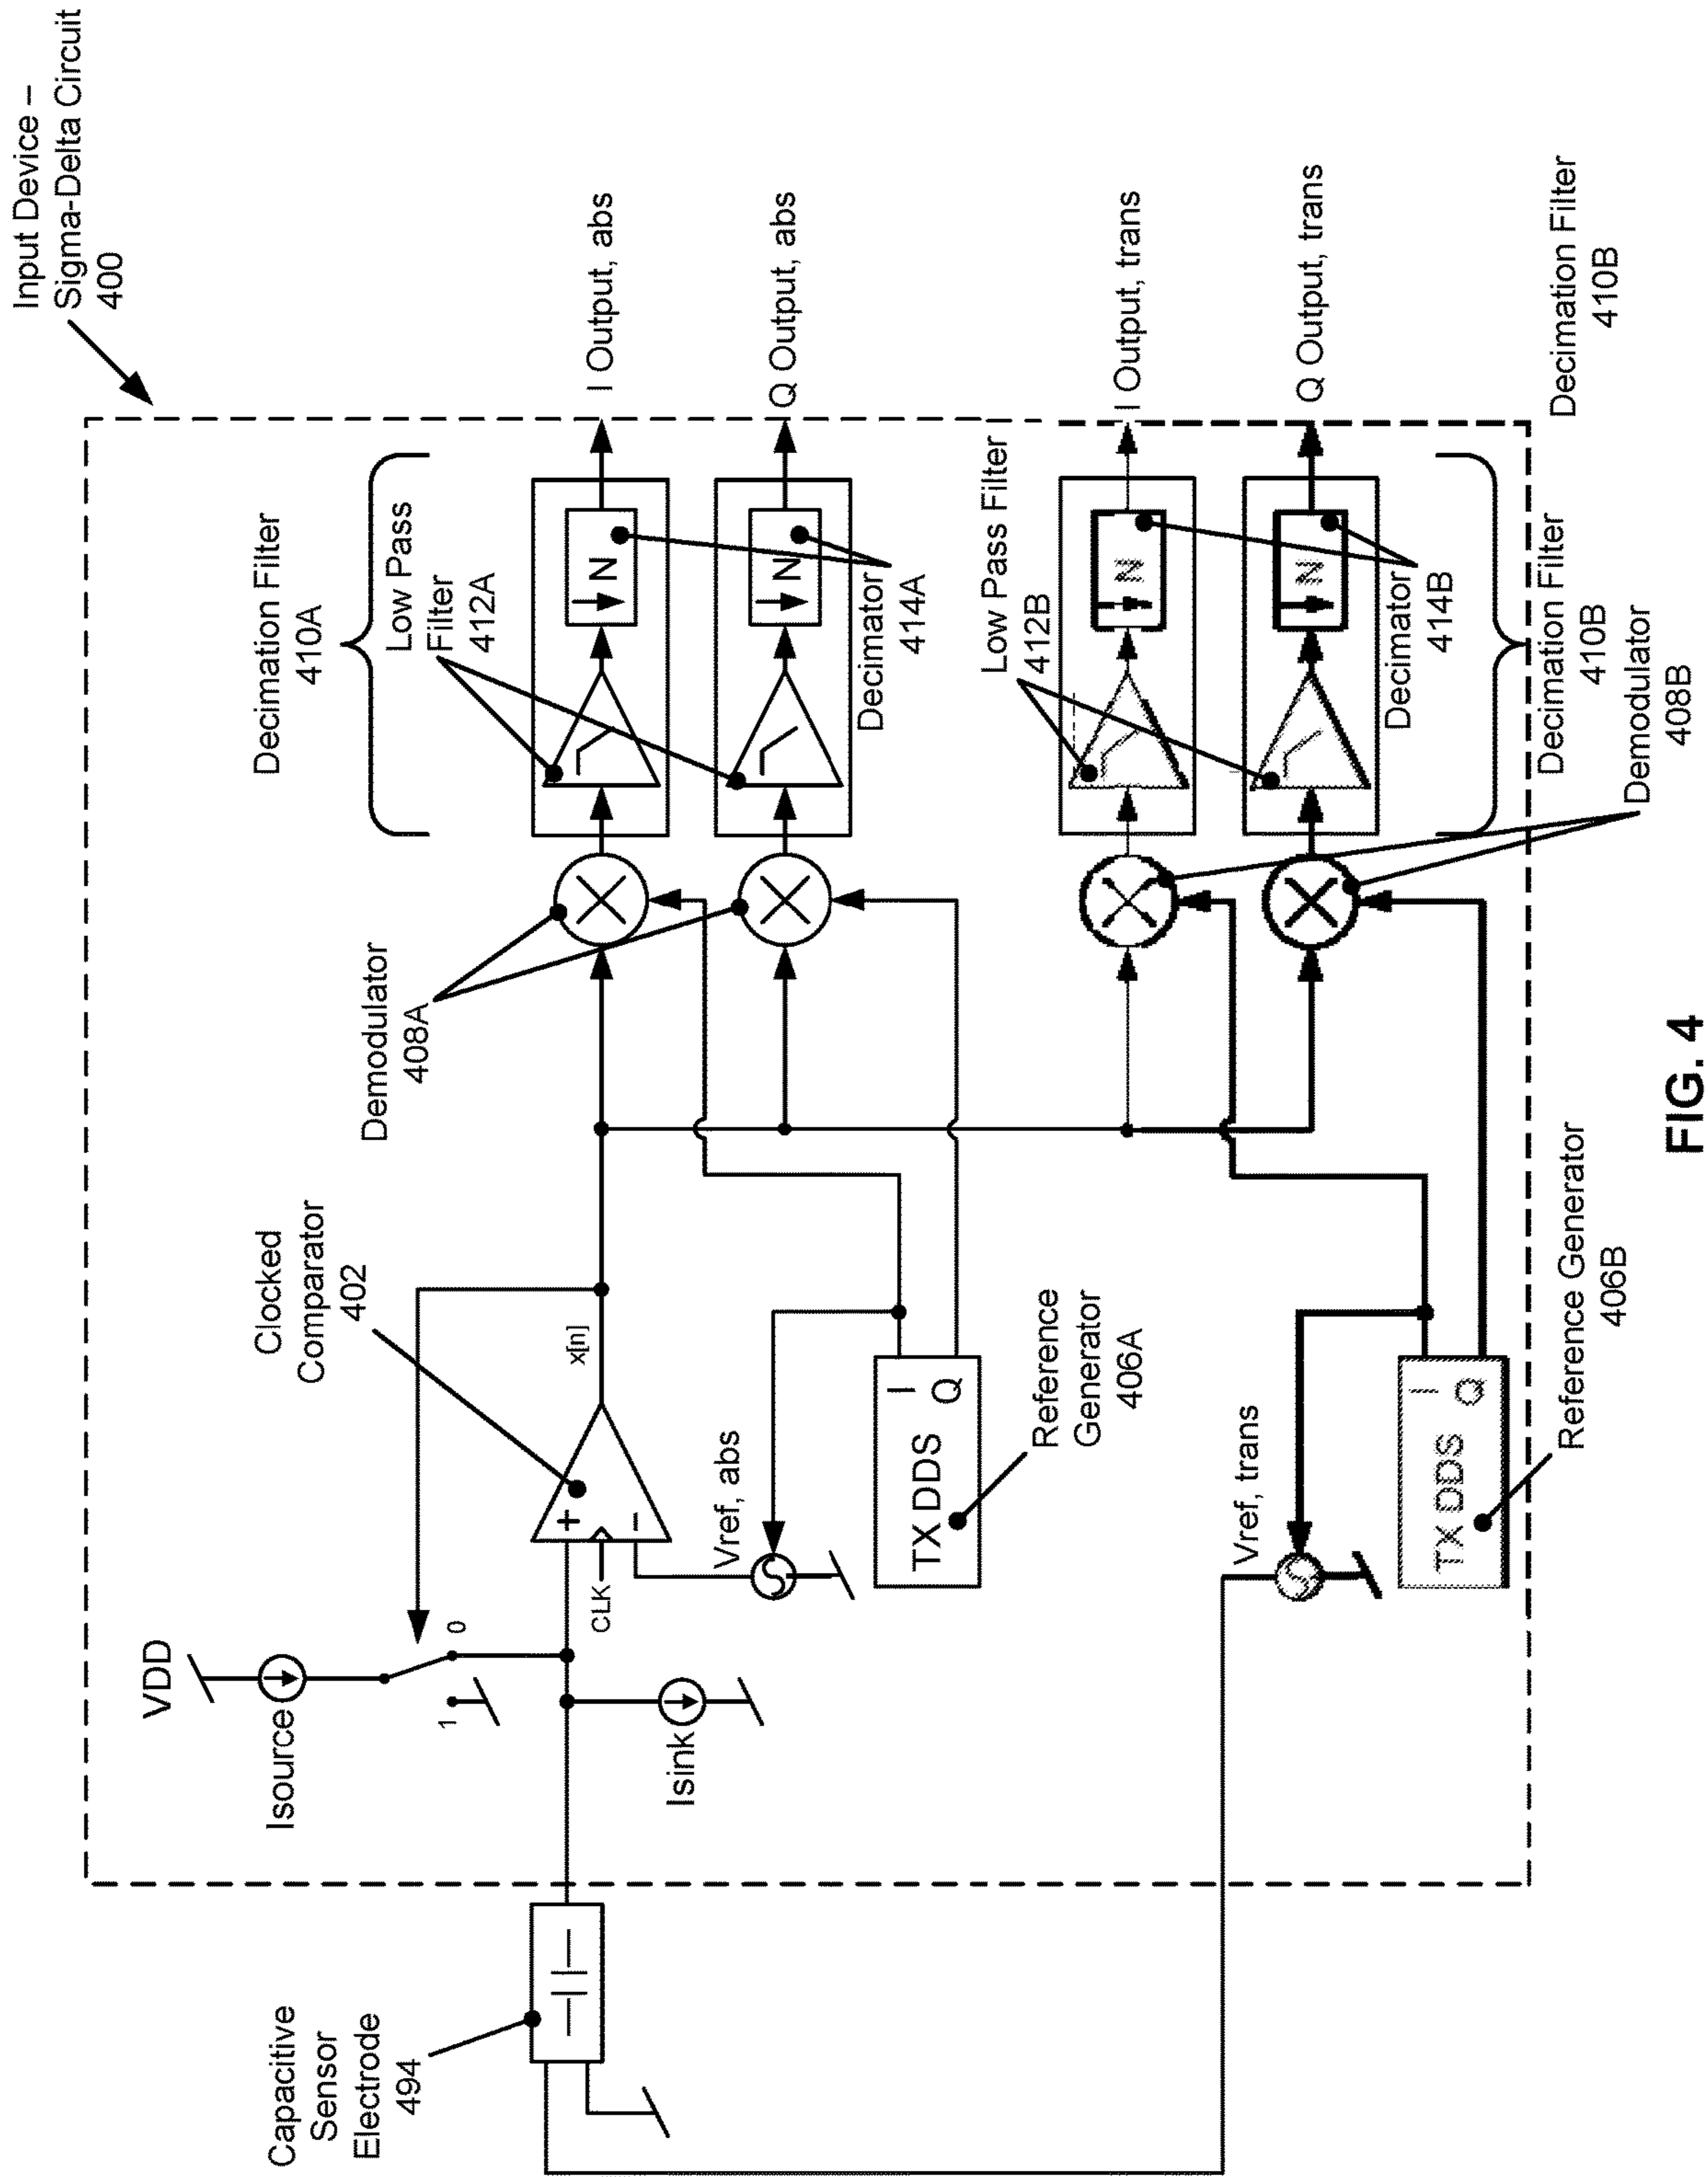 Input Device –
Sigma-Delta Circuit
400
Decimation Filter
410A
Low Pass
Filter
412A
N
I Output, abs
N
Q Output, abs
Decimator
414A
Demodulator
408A
Clocked
Comparator
402
x[n]
+
−
CLK
VDD
Isource
1
0
Isink
Capacitive
Sensor
Electrode
494
Vref, abs
TX DDS
I
Q
Reference
Generator
406A
Low Pass Filter
412B
N
I Output, trans
N
Q Output, trans
Decimator
414B
Decimation Filter
410B
Decimation Filter
410B
Demodulator
408B
Vref, trans
TX DDS
I
Q
Reference Generator
406B
FIG. 4